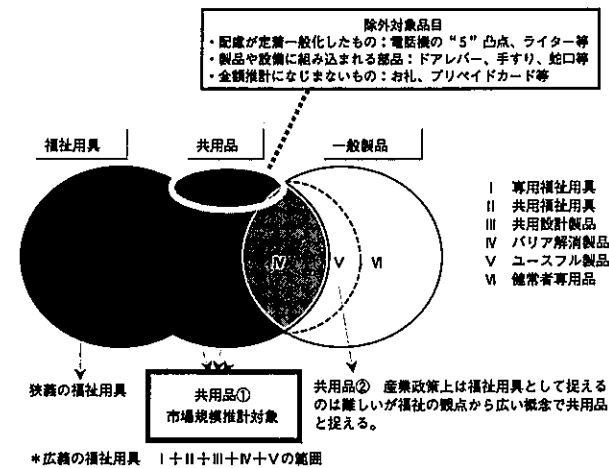 除外対象品目
・配慮が定着一般化したもの：電話機の“5”凸点、ライター等
・製品や設備に組み込まれる部品：ドアレバー、手すり、蛇口等
・金額推計になじまないもの：お札、プリペイドカード等
福祉用具
共用品
一般製品
Ⅰ 専用福祉用具
Ⅱ 共用福祉用具
Ⅲ 共用設計製品
Ⅳ バリア解消製品
Ⅴ ユースフル製品
Ⅵ 健常者専用品
Ⅳ
Ⅴ
Ⅵ
狭義の福祉用具
共用品①
市場規模推計対象
共用品② 産業政策上は福祉用具として捉える
のは難しいが福祉の観点から広い概念で共用品
と捉える。
＊広義の福祉用具 Ⅰ＋Ⅱ＋Ⅲ＋Ⅳ＋Ⅴの範囲